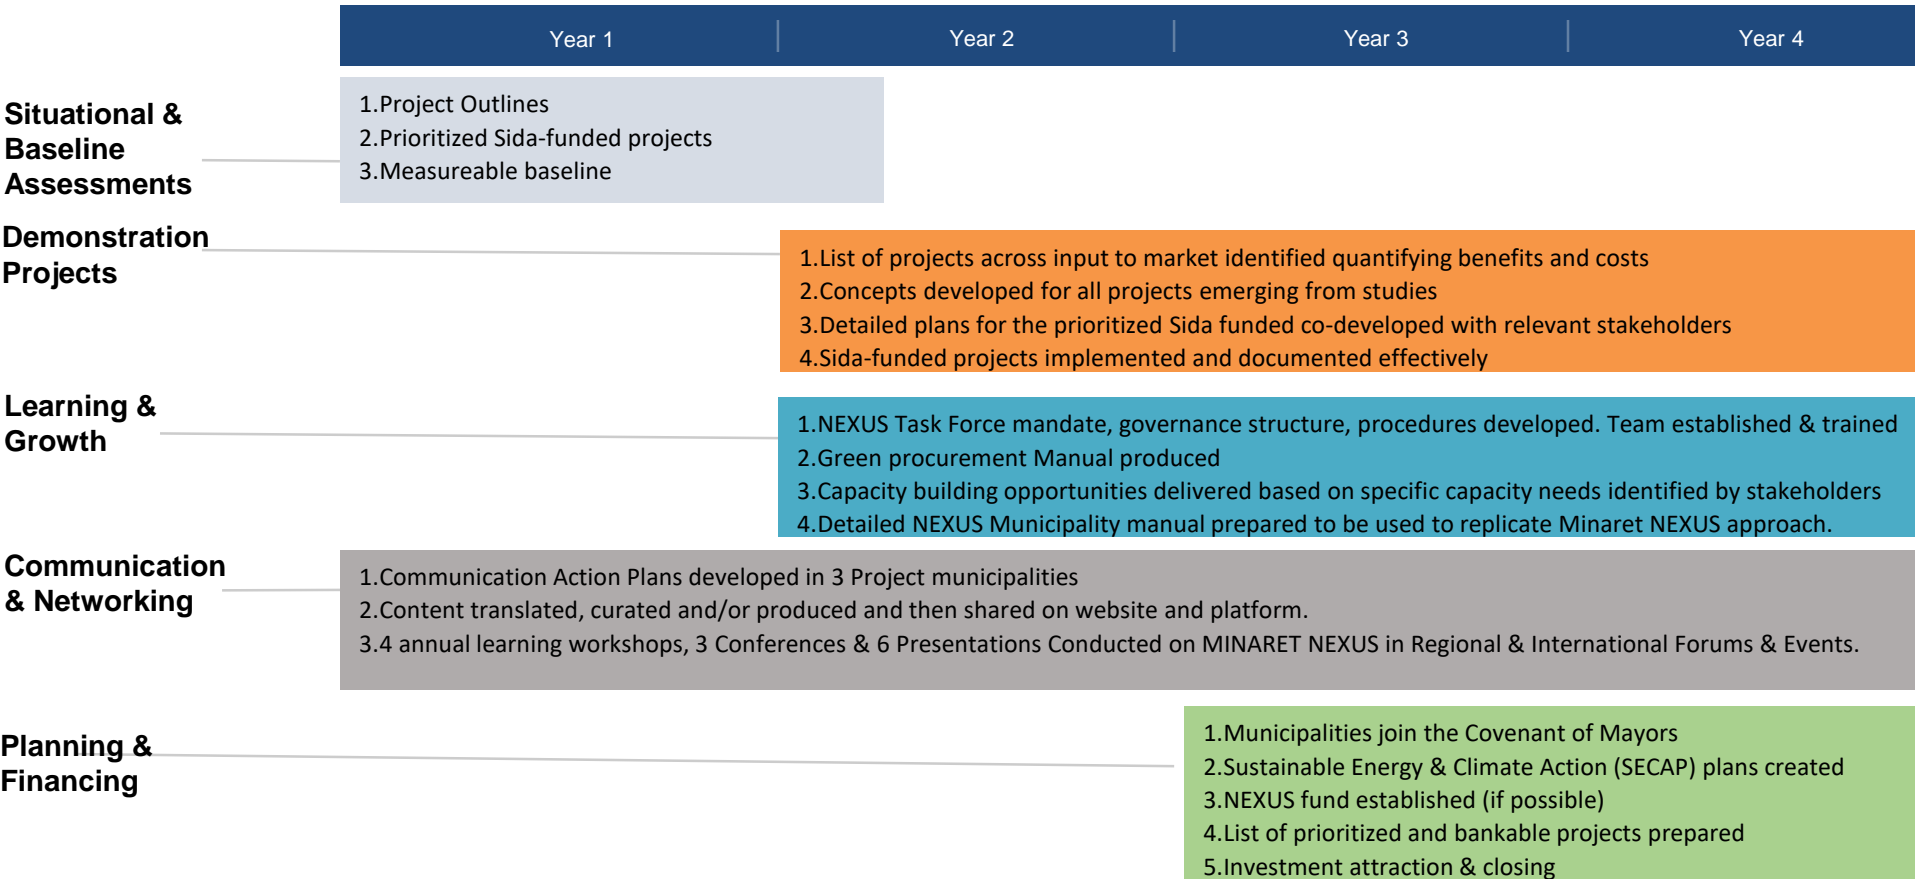 Year 1
Year 2
Year 3
Year 4
Situational &
Baseline
Assessments
1.Project Outlines
2.Prioritized Sida-funded projects
3.Measureable baseline
Demonstration
Projects
1.List of projects across input to market identified quantifying benefits and costs
2.Concepts developed for all projects emerging from studies
3.Detailed plans for the prioritized Sida funded co-developed with relevant stakeholders
4.Sida-funded projects implemented and documented effectively
Learning &
Growth
1.NEXUS Task Force mandate, governance structure, procedures developed. Team established & trained
2.Green procurement Manual produced
3.Capacity building opportunities delivered based on specific capacity needs identified by stakeholders
4.Detailed NEXUS Municipality manual prepared to be used to replicate Minaret NEXUS approach.
Communication
& Networking
1.Communication Action Plans developed in 3 Project municipalities
2.Content translated, curated and/or produced and then shared on website and platform.
3.4 annual learning workshops, 3 Conferences & 6 Presentations Conducted on MINARET NEXUS in Regional & International Forums & Events.
Planning &
Financing
1.Municipalities join the Covenant of Mayors
2.Sustainable Energy & Climate Action (SECAP) plans created
3.NEXUS fund established (if possible)
4.List of prioritized and bankable projects prepared
5.Investment attraction & closing